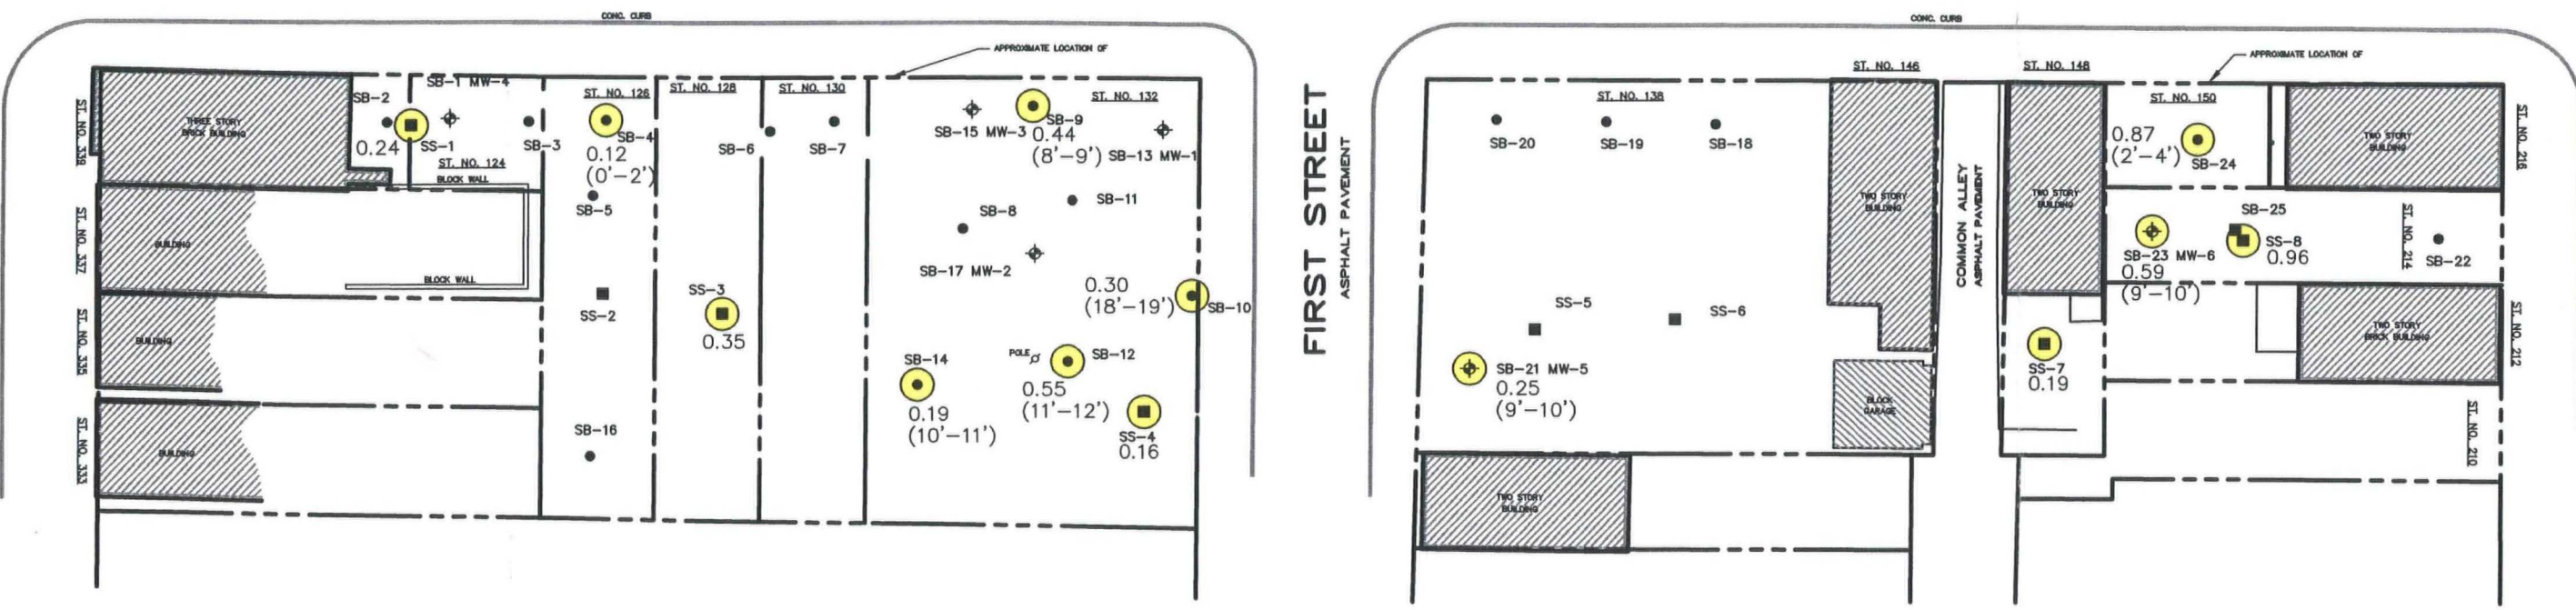 CONC. CURB
CONC. CURB
APPROXIMATE LOCATION OF
APPROXIMATE LOCATION OF
ST. NO. 339
THREE STORY
BRICK BUILDING
SB-2
SB-1 MW-4
0.24
SS-1
ST. NO. 124
BLOCK WALL
SB-3
ST. NO. 126
SB-4
0.12
(0'-2')
SB-5
ST. NO. 128
ST. NO. 130
SB-6
SB-7
SB-15 MW-3
SB-9
0.44
(8'-9')
ST. NO. 132
SB-13 MW-1
SB-11
SB-8
SB-17 MW-2
ST. NO. 337
BUILDING
BLOCK WALL
SS-2
SS-3
0.35
0.30
(18'-19')
SB-10
ST. NO. 335
BUILDING
SB-14
0.19
(10'-11')
POLE
SB-12
0.55
(11'-12')
SS-4
0.16
ST. NO. 333
BUILDING
SB-16
FIRST STREET
ASPHALT PAVEMENT
ST. NO. 138
SB-20
SB-19
SB-18
ST. NO. 146
TWO STORY
BUILDING
SS-5
SS-6
SB-21 MW-5
0.25
(9'-10')
BLOCK
GARAGE
TWO STORY
BUILDING
COMMON ALLEY
ASPHALT PAVEMENT
ST. NO. 148
TWO STORY
BUILDING
ST. NO. 150
0.87
(2'-4')
SB-24
TWO STORY
BUILDING
ST. NO. 216
SB-25
SB-23 MW-6
0.59
(9'-10')
SS-8
0.96
ST. NO. 214
SB-22
SS-7
0.19
TWO STORY
BRICK BUILDING
ST. NO. 212
ST. NO. 210